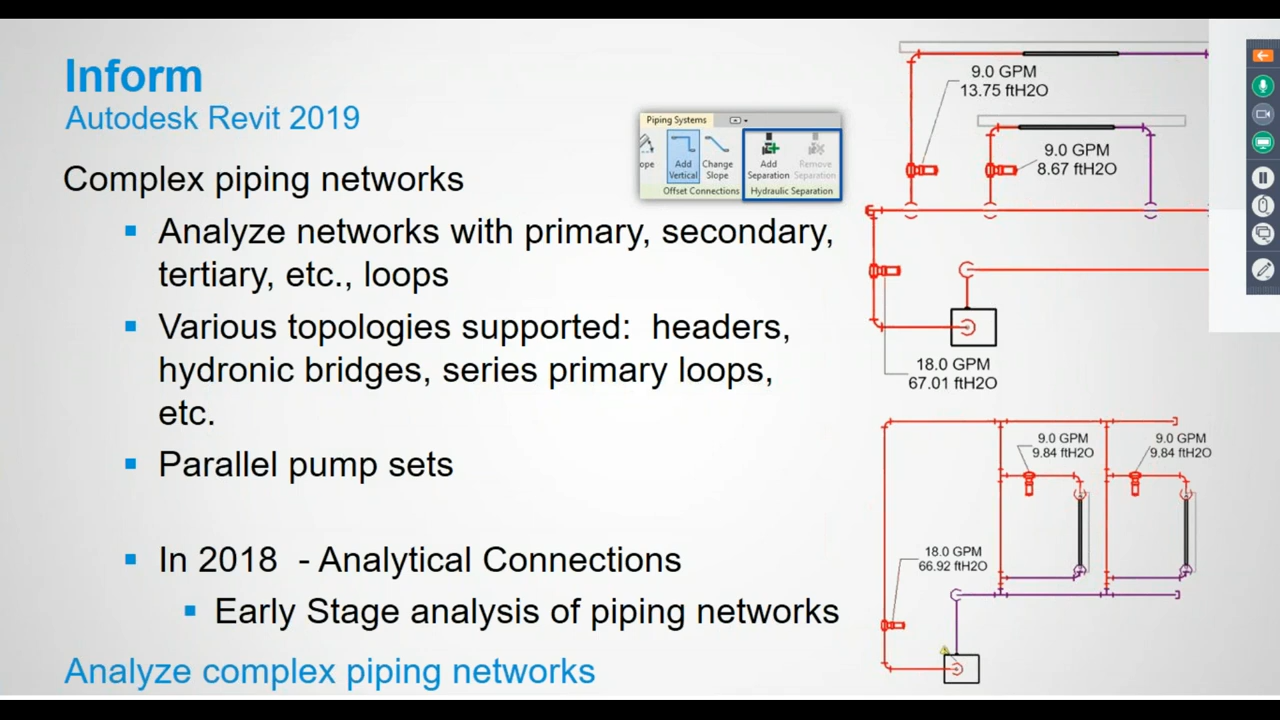 Inform
Autodesk Revit 2019
Complex piping networks
Analyze networks with primary, secondary,
tertiary, etc., loops
Various topologies supported:  headers,
hydronic bridges, series primary loops,
etc.
Parallel pump sets
In 2018  - Analytical Connections
Early Stage analysis of piping networks
Analyze complex piping networks
Piping Systems
ope
Add
Vertical
Change
Slope
Add
Separation
Remove
Separation
Offset Connections
Hydraulic Separation
9.0 GPM
13.75 ftH2O
9.0 GPM
8.67 ftH2O
18.0 GPM
67.01 ftH2O
9.0 GPM
9.84 ftH2O
9.0 GPM
9.84 ftH2O
18.0 GPM
66.92 ftH2O